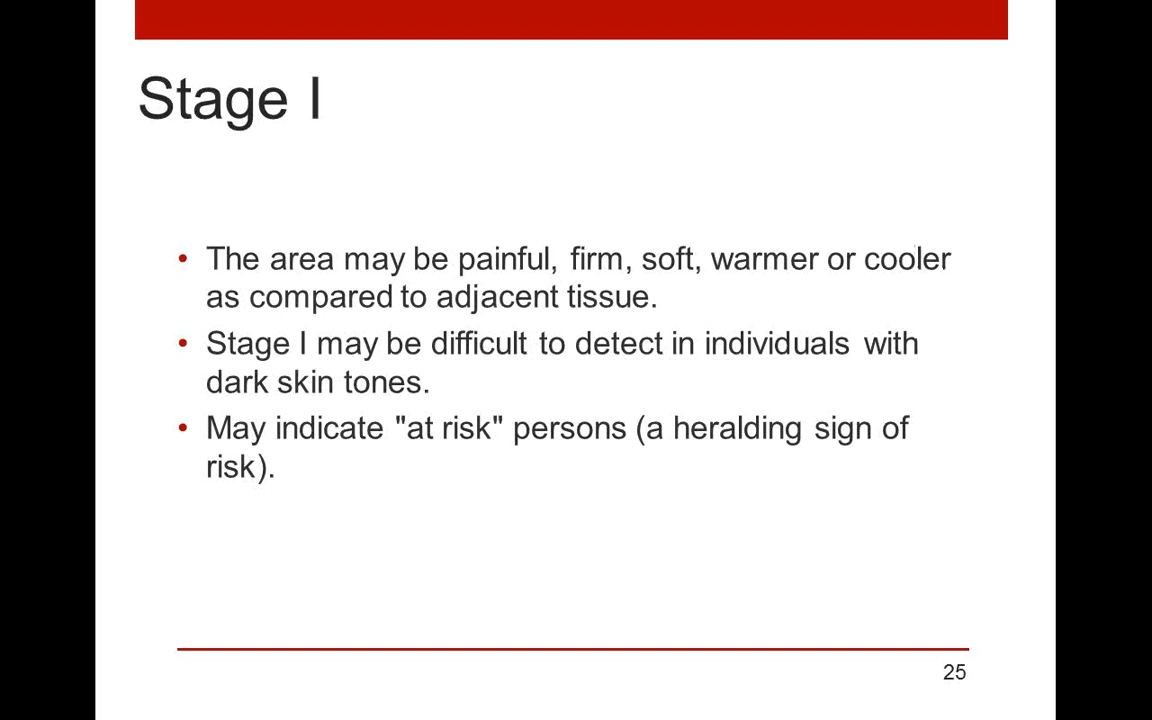 Stage I
• The area may be painful, firm, soft, warmer or cooler
as compared to adjacent tissue.
• Stage I may be difficult to detect in individuals with
dark skin tones.
• May indicate "at risk" persons (a heralding sign of
risk).
25